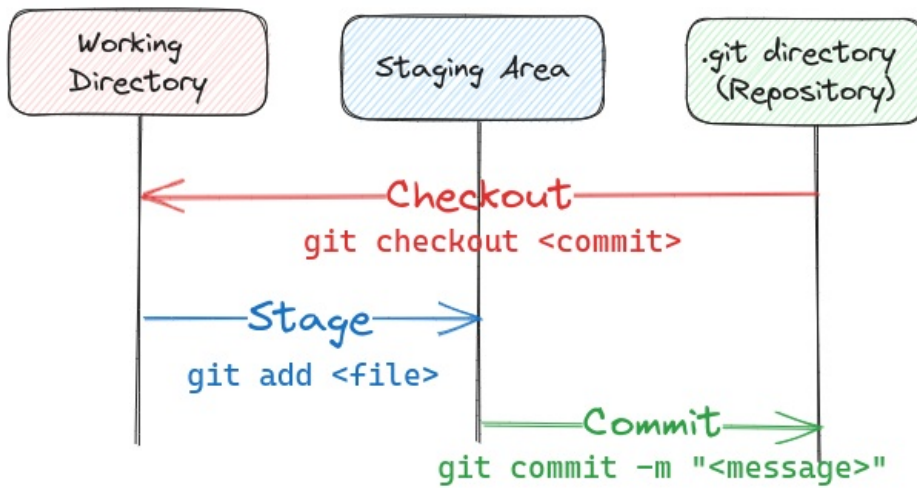 Working
Directory
Staging Area
.git directory
(Repository)
Checkout
git checkout <commit>
Stage
git add <file>
Commit
git commit -m "<message>"